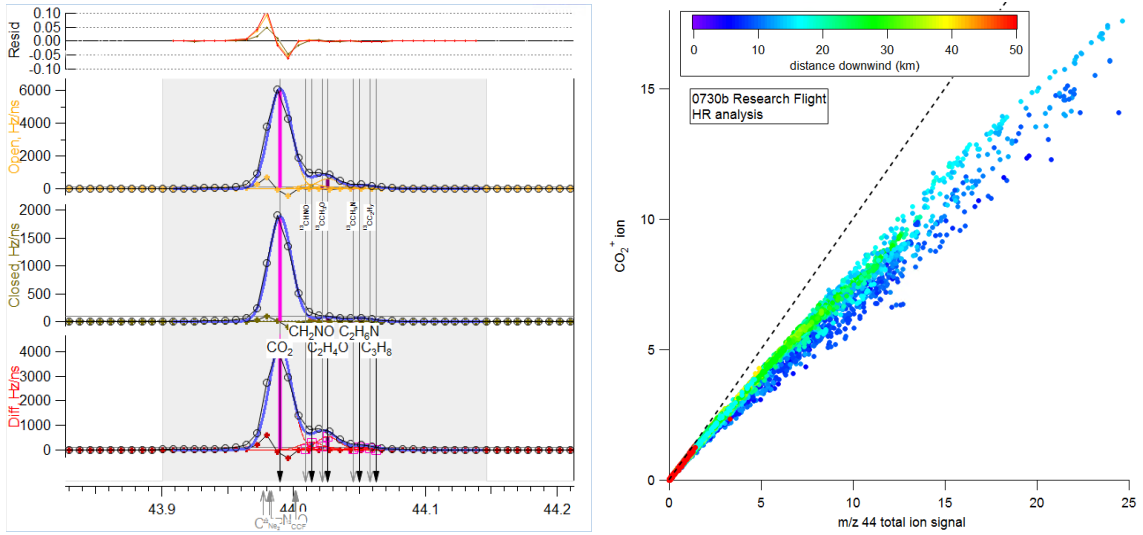 Resid
0.10
0.05
0.00
-0.05
-0.10
Open, Hz/ns
6000
4000
2000
0
¹³CHNO
¹³CCH₄O
¹³CCH₆N
¹³CC₂H₇
Closed, Hz/ns
2000
1500
1000
500
0
CH₂NO C₂H₆N
CO₂ C₂H₄O C₃H₈
Diff, Hz/ns
4000
3000
2000
1000
0
43.9
44.0
44.1
44.2
CO₂⁺ ion
15
10
5
0
0
10
20
30
40
50
distance downwind (km)
0730b Research Flight
HR analysis
0
5
10
15
20
25
m/z 44 total ion signal